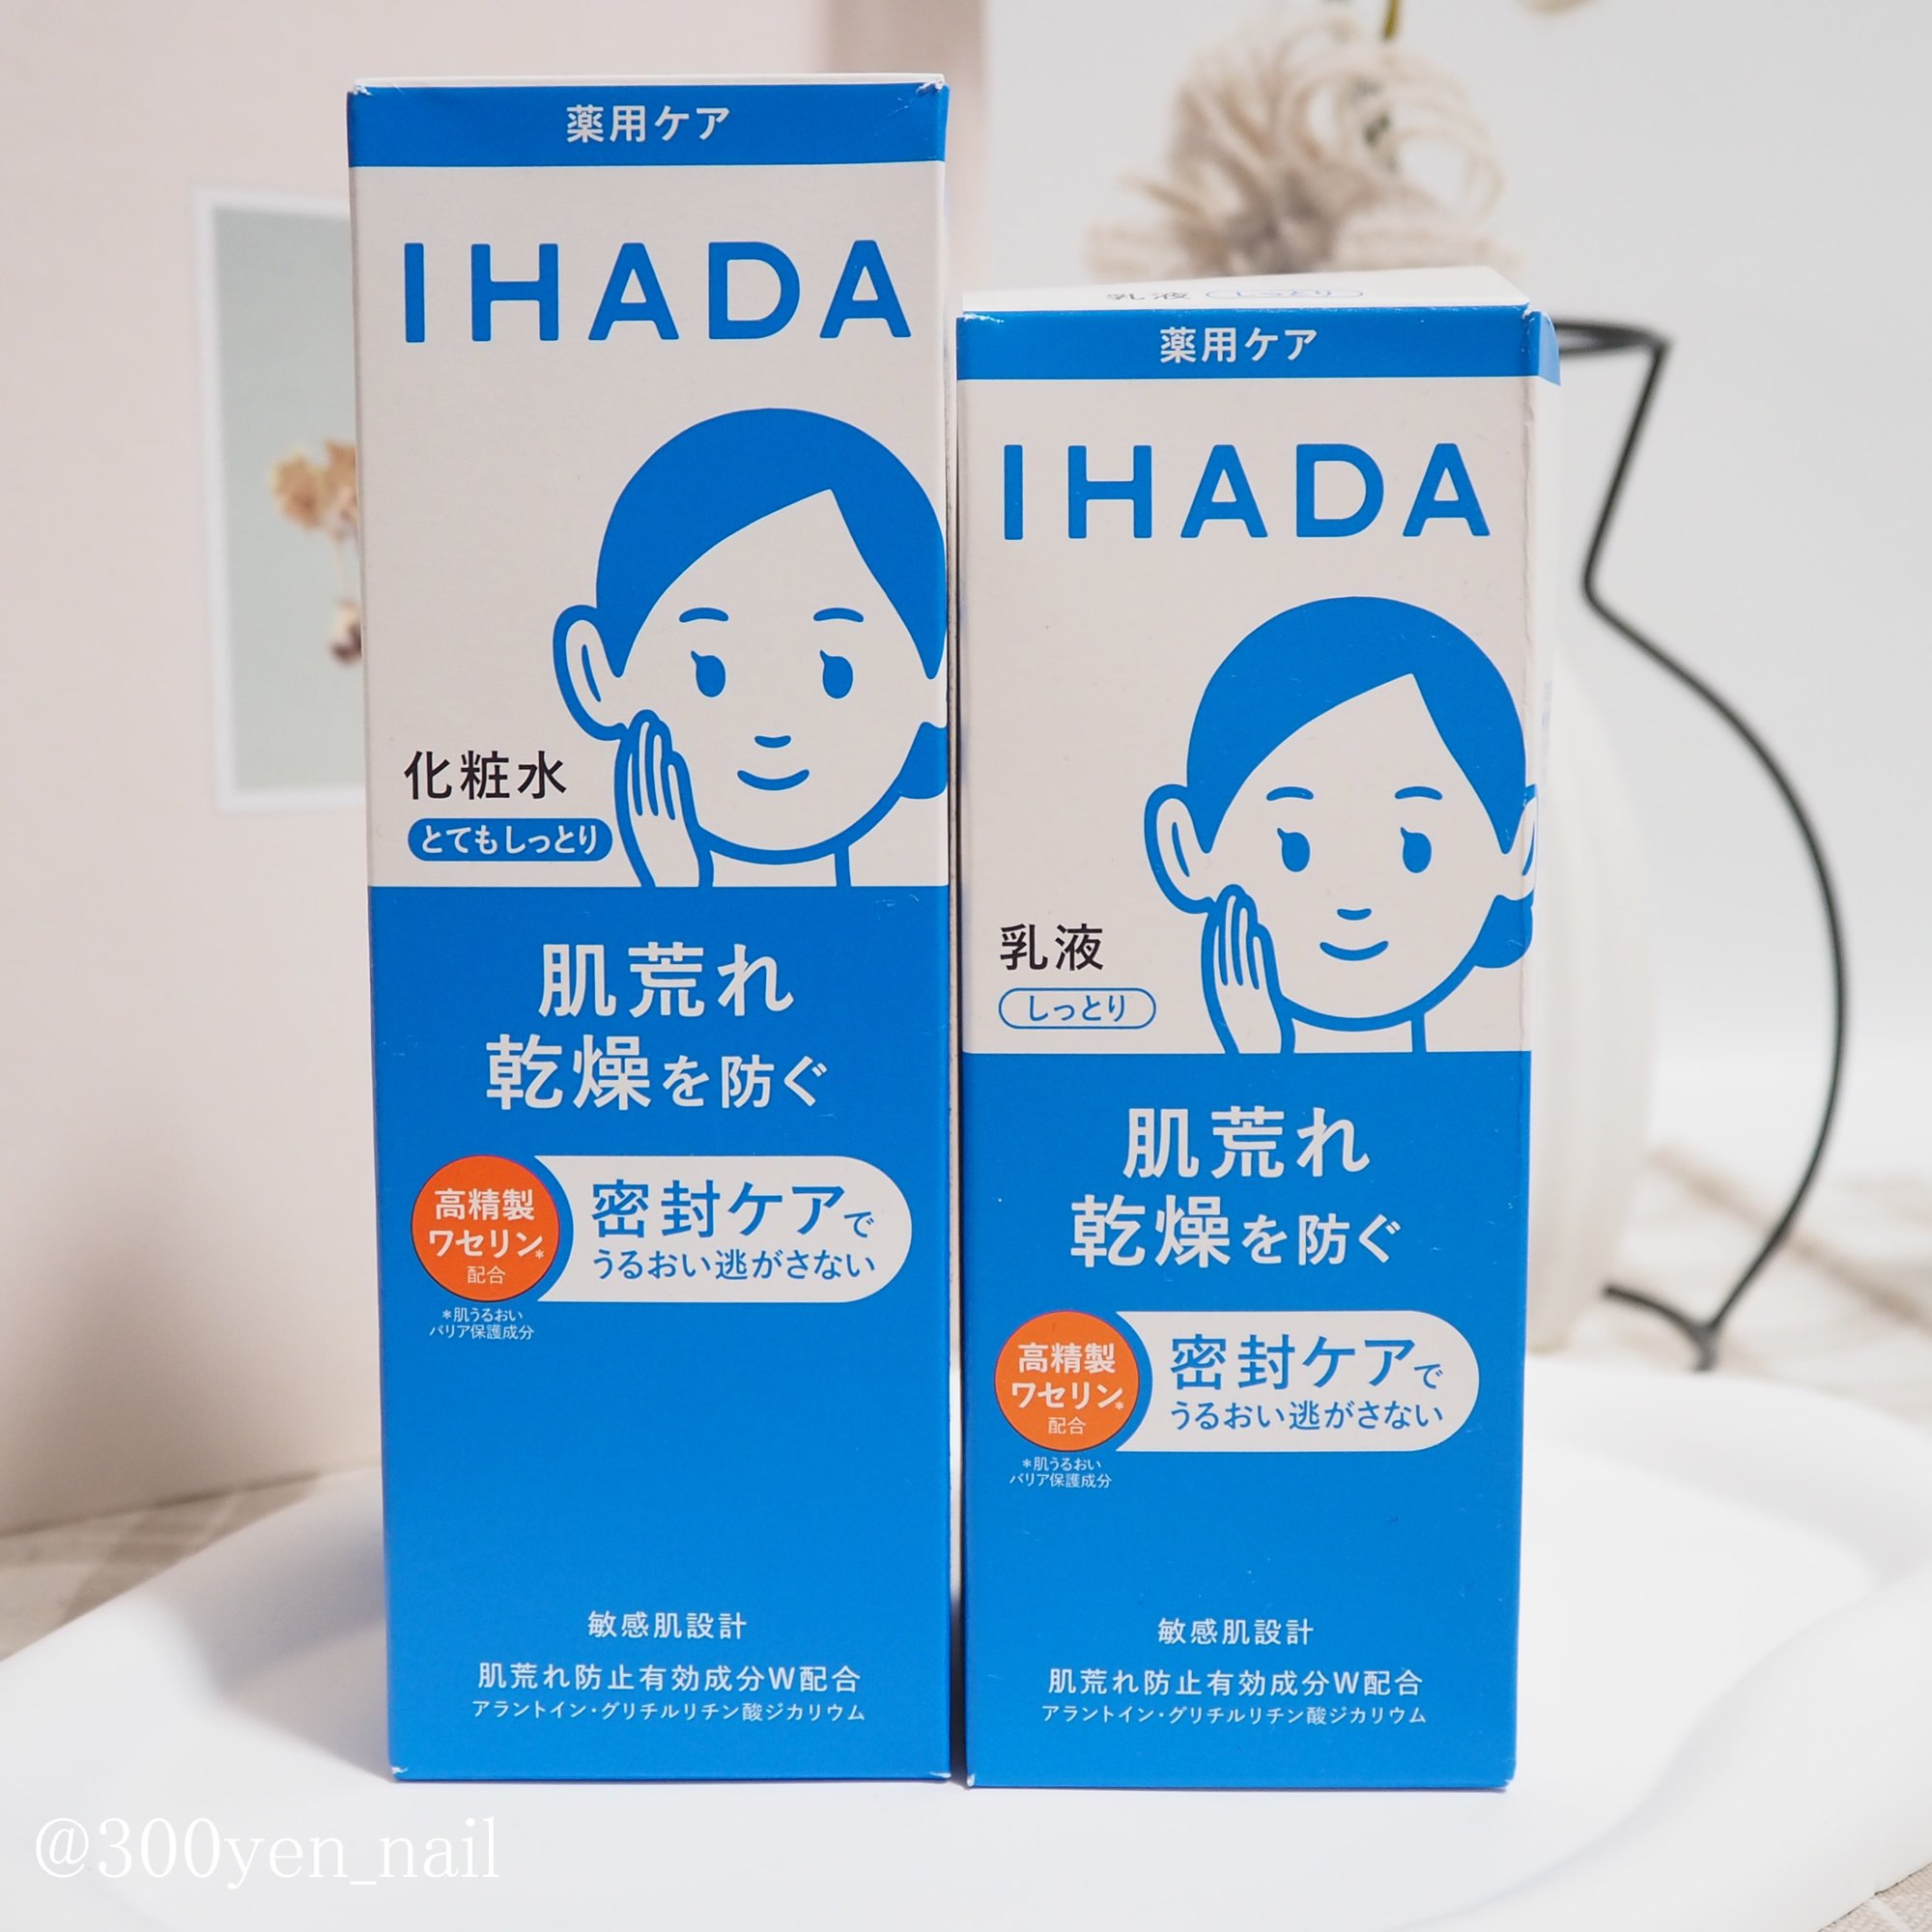 薬用ケア
IHADA
化粧水
とてもしっとり
肌荒れ
乾燥を防ぐ
高精製
ワセリン*
配合
密封ケアで
うるおい逃がさない
*肌うるおい
バリア保護成分
敏感肌設計
肌荒れ防止有効成分W配合
アラントイン・グリチルリチン酸ジカリウム
乳液 しっとり
薬用ケア
IHADA
乳液
しっとり
肌荒れ
乾燥を防ぐ
高精製
ワセリン*
配合
密封ケアで
うるおい逃がさない
*肌うるおい
バリア保護成分
敏感肌設計
肌荒れ防止有効成分W配合
アラントイン・グリチルリチン酸ジカリウム
@300yen_nail